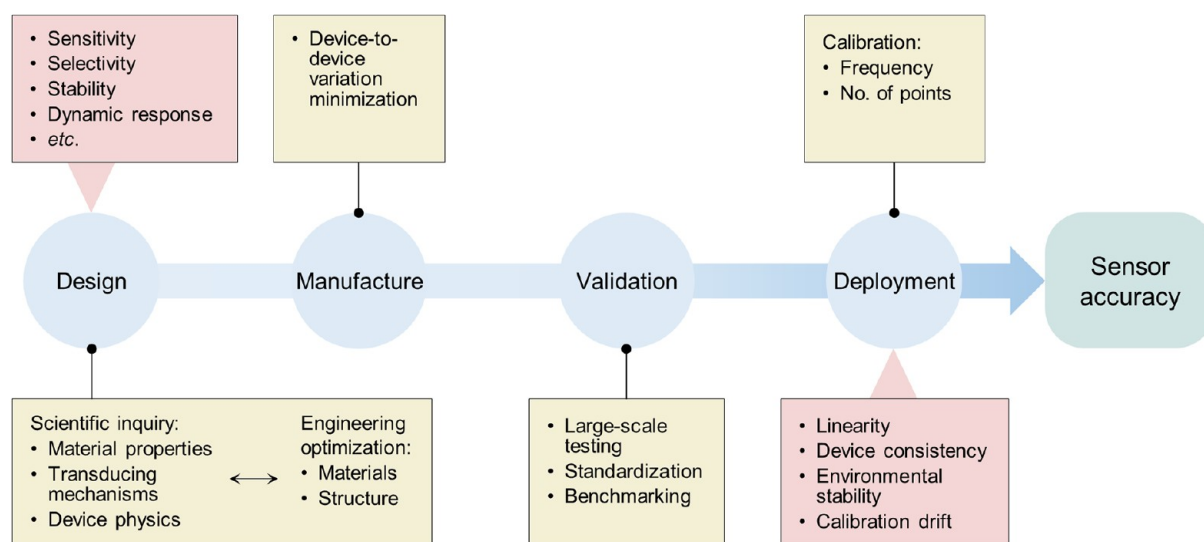 • Sensitivity
• Selectivity
• Stability
• Dynamic response
• etc.
• Device-to-
device
variation
minimization
Calibration:
• Frequency
• No. of points
Design
Manufacture
Validation
Deployment
Sensor
accuracy
Scientific inquiry:
• Material properties
• Transducing
mechanisms
• Device physics
Engineering
optimization:
• Materials
• Structure
• Large-scale
testing
• Standardization
• Benchmarking
• Linearity
• Device consistency
• Environmental
stability
• Calibration drift